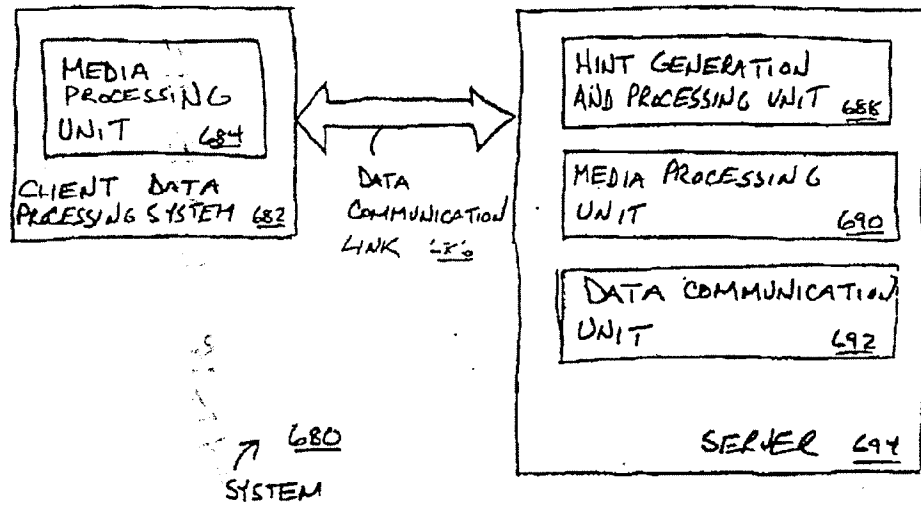 MEDIA
PROCESSING
UNIT 684
CLIENT DATA
PROCESSING SYSTEM 682
DATA
COMMUNICATION
LINK
HINT GENERATION
AND PROCESSING UNIT 688
MEDIA PROCESSING
UNIT 690
DATA COMMUNICATION
UNIT 692
SERVER 694
680
SYSTEM